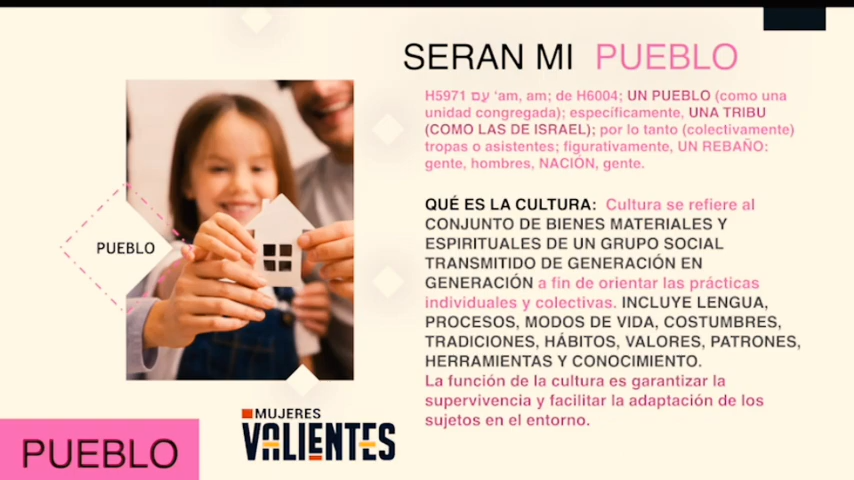 SERAN MI PUEBLO
H5971 עַם ‘am, am; de H6004; UN PUEBLO (como una
unidad congregada); específicamente, UNA TRIBU
(COMO LAS DE ISRAEL); por lo tanto (colectivamente)
tropas o asistentes; figurativamente, UN REBAÑO:
gente, hombres, NACIÓN, gente.
QUÉ ES LA CULTURA: Cultura se refiere al
CONJUNTO DE BIENES MATERIALES Y
ESPIRITUALES DE UN GRUPO SOCIAL
TRANSMITIDO DE GENERACIÓN EN
GENERACIÓN a fin de orientar las prácticas
individuales y colectivas. INCLUYE LENGUA,
PROCESOS, MODOS DE VIDA, COSTUMBRES,
TRADICIONES, HÁBITOS, VALORES, PATRONES,
HERRAMIENTAS Y CONOCIMIENTO.
La función de la cultura es garantizar la
supervivencia y facilitar la adaptación de los
sujetos en el entorno.
PUEBLO
MUJERES
VALIENTES
PUEBLO